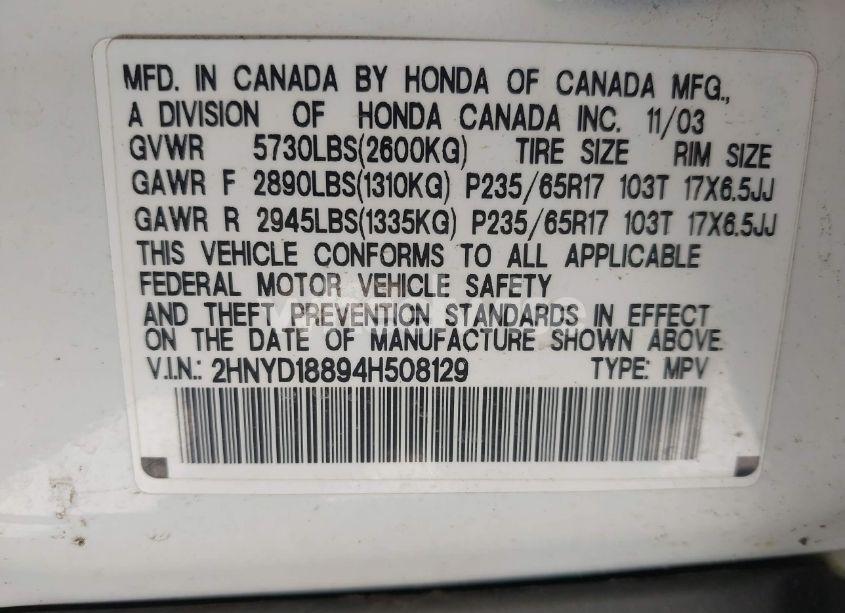 MFD. IN CANADA BY HONDA OF CANADA MFG.,
A DIVISION OF HONDA CANADA INC. 11/03
GVWR 5730LBS(2600KG) TIRE SIZE RIM SIZE
GAWR F 2890LBS(1310KG) P235/65R17 103T 17X6.5JJ
GAWR R 2945LBS(1335KG) P235/65R17 103T 17X6.5JJ
THIS VEHICLE CONFORMS TO ALL APPLICABLE
FEDERAL MOTOR VEHICLE SAFETY
AND THEFT PREVENTION STANDARDS IN EFFECT
ON THE DATE OF MANUFACTURE SHOWN ABOVE.
V.I.N.: 2HNYD18894H508129 TYPE: MPV